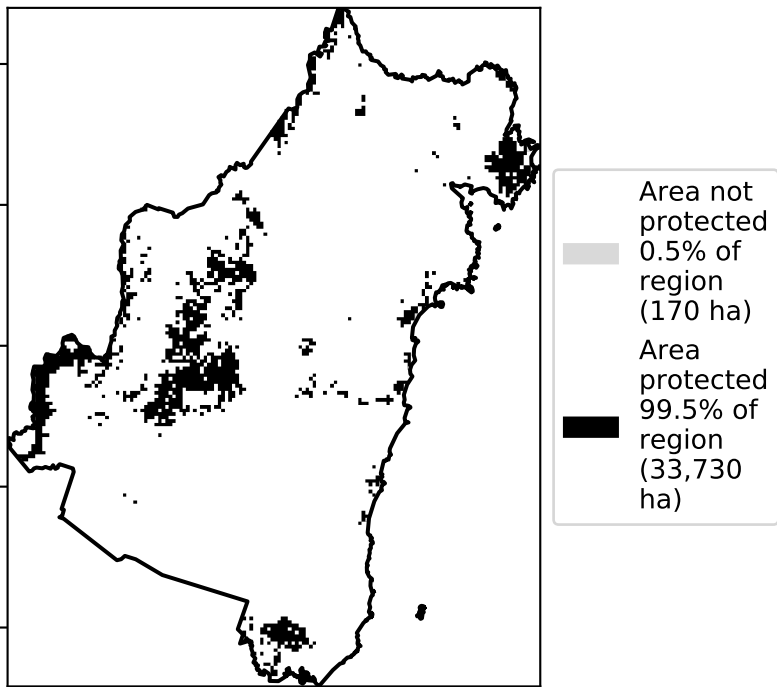 Area not
protected
0.5% of
region
(170 ha)
Area
protected
99.5% of
region
(33,730
ha)